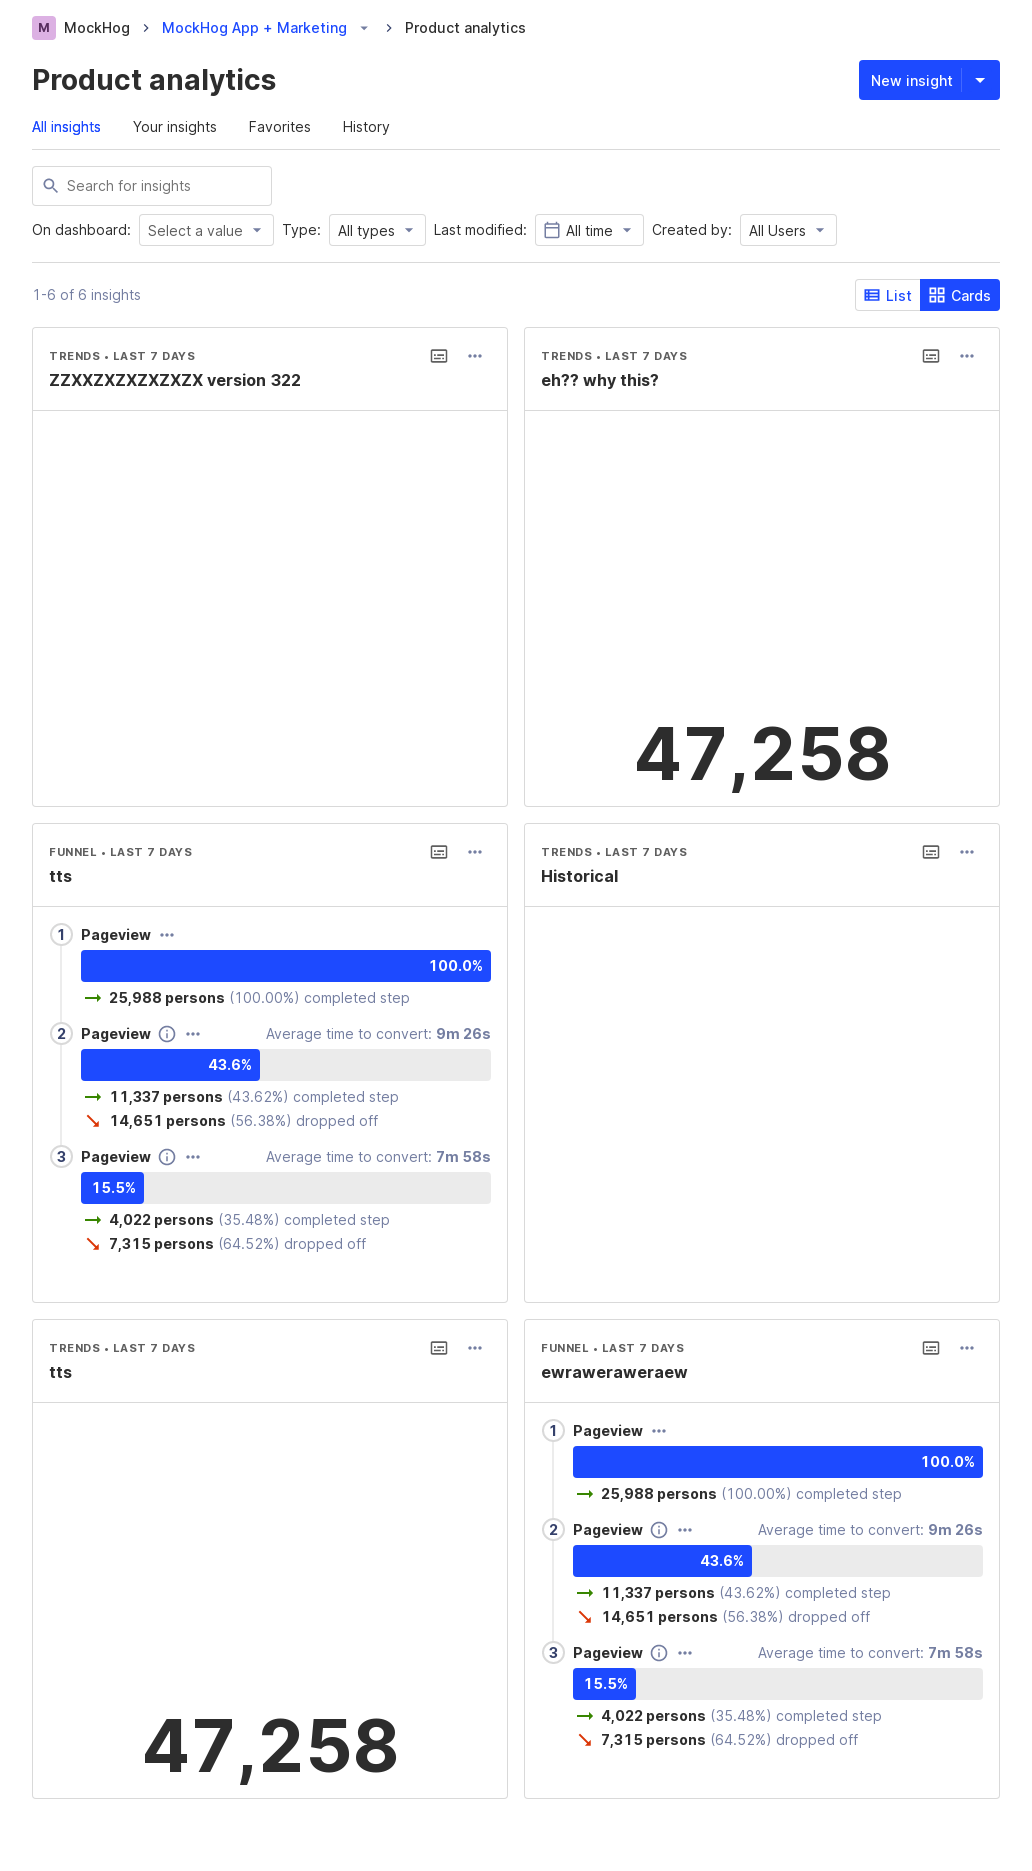 M MockHog MockHog App + Marketing Product analytics
Product analytics
New insight
All insights Your insights Favorites History
Search for insights
On dashboard: Select a value Type: All types Last modified: All time Created by: All Users
1-6 of 6 insights
List Cards
TRENDS • LAST 7 DAYS
ZZXXZXZXZXZXZX version 322
TRENDS • LAST 7 DAYS
eh?? why this?
47,258
FUNNEL • LAST 7 DAYS
tts
1 Pageview
100.0%
25,988 persons (100.00%) completed step
2 Pageview Average time to convert: 9m 26s
43.6%
11,337 persons (43.62%) completed step
14,651 persons (56.38%) dropped off
3 Pageview Average time to convert: 7m 58s
15.5%
4,022 persons (35.48%) completed step
7,315 persons (64.52%) dropped off
TRENDS • LAST 7 DAYS
Historical
TRENDS • LAST 7 DAYS
tts
47,258
FUNNEL • LAST 7 DAYS
ewraweraweraew
1 Pageview
100.0%
25,988 persons (100.00%) completed step
2 Pageview Average time to convert: 9m 26s
43.6%
11,337 persons (43.62%) completed step
14,651 persons (56.38%) dropped off
3 Pageview Average time to convert: 7m 58s
15.5%
4,022 persons (35.48%) completed step
7,315 persons (64.52%) dropped off